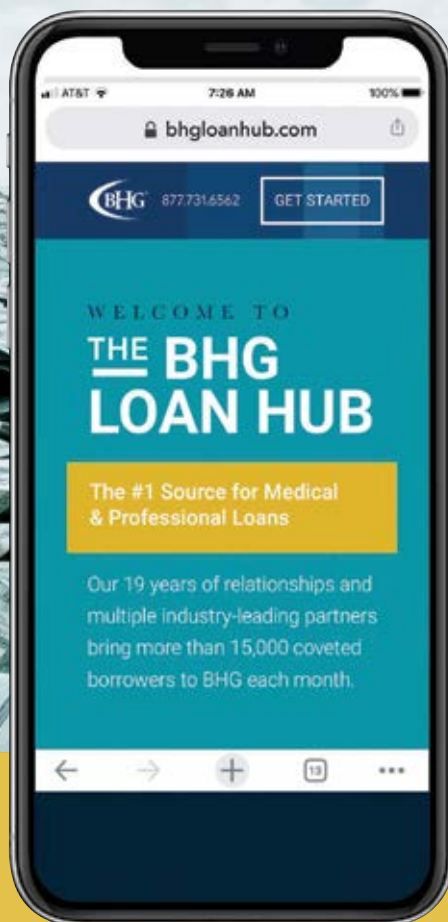 AT&T 7:26 AM 100%
bhgloanhub.com
BHG 877.731.6562 GET STARTED
WELCOME TO
THE BHG
LOAN HUB
The #1 Source for Medical
& Professional Loans
Our 19 years of relationships and
multiple industry-leading partners
bring more than 15,000 coveted
borrowers to BHG each month.
13